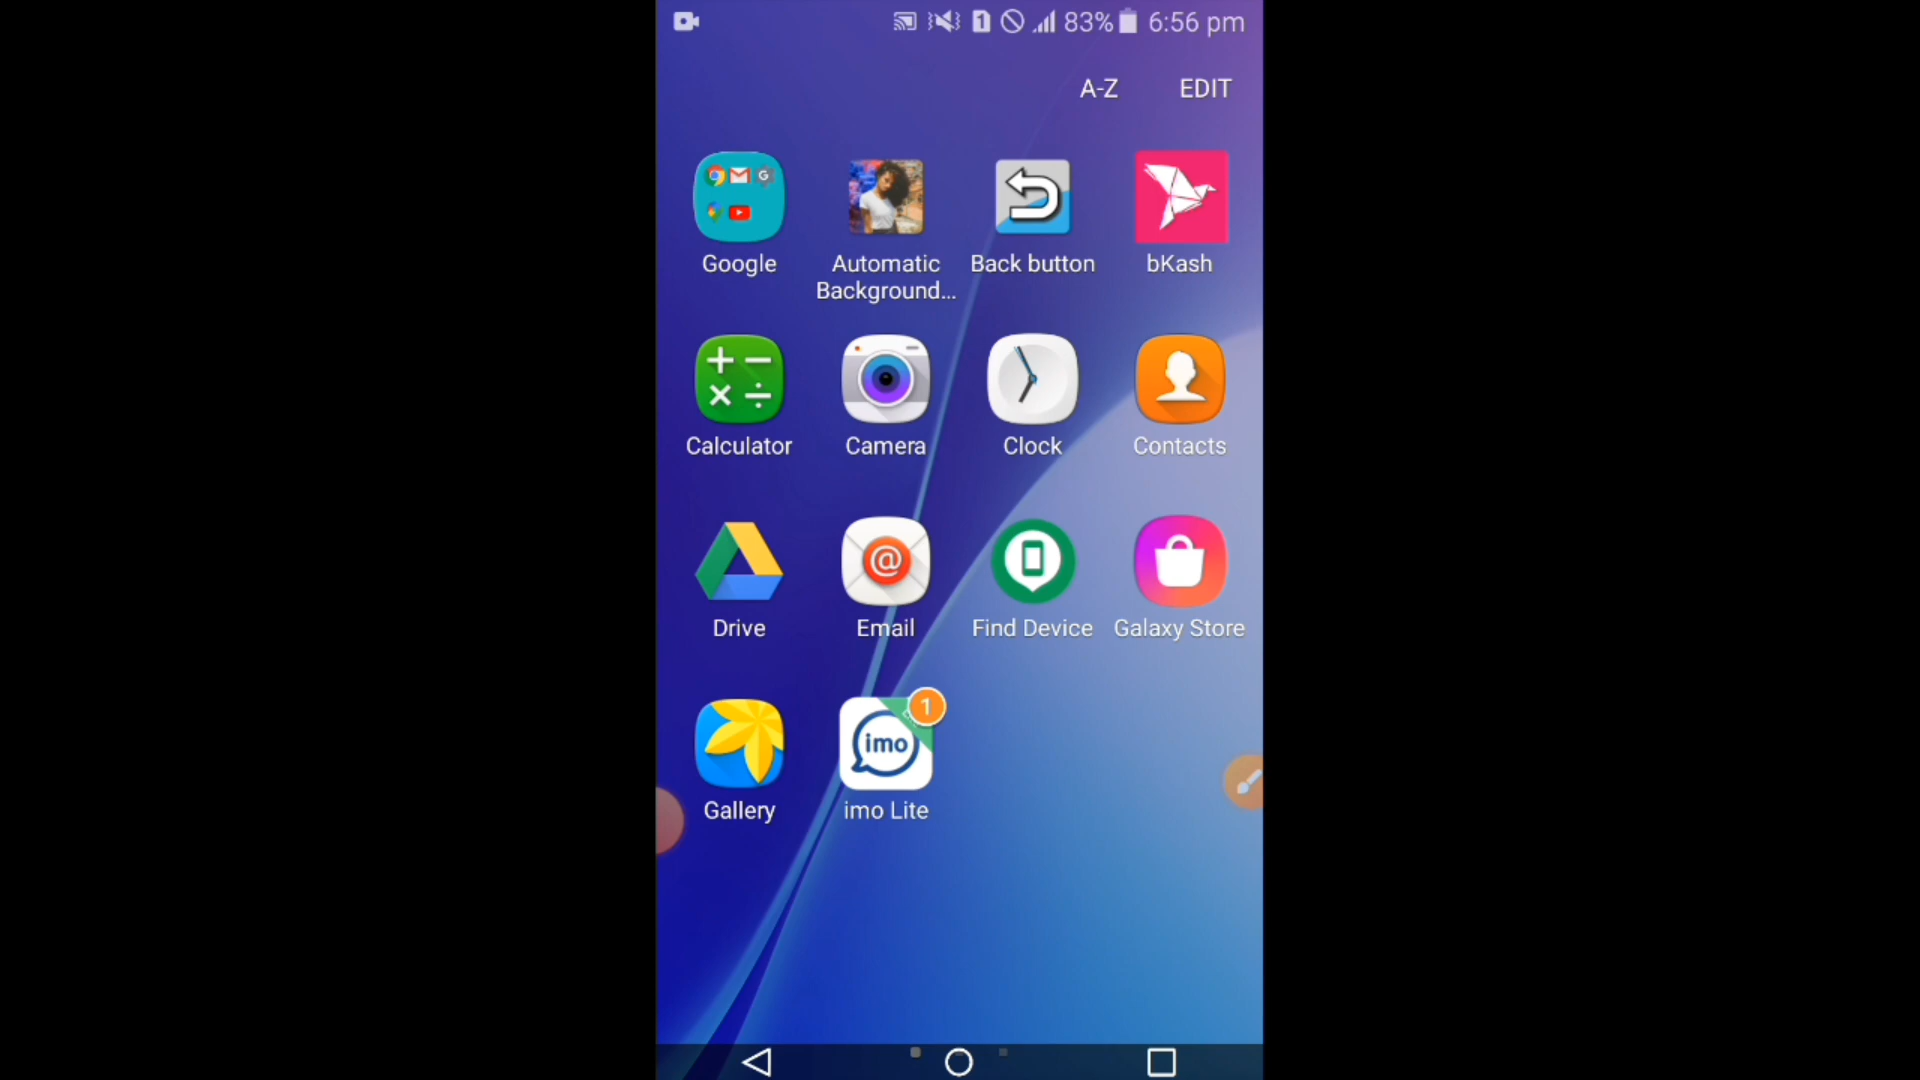 1 83% 6:56 pm
A-Z EDIT
Google
Automatic
Background...
Back button
bKash
Calculator
Camera
Clock
Contacts
Drive
Email
Find Device
Galaxy Store
1
imo
Gallery
imo Lite